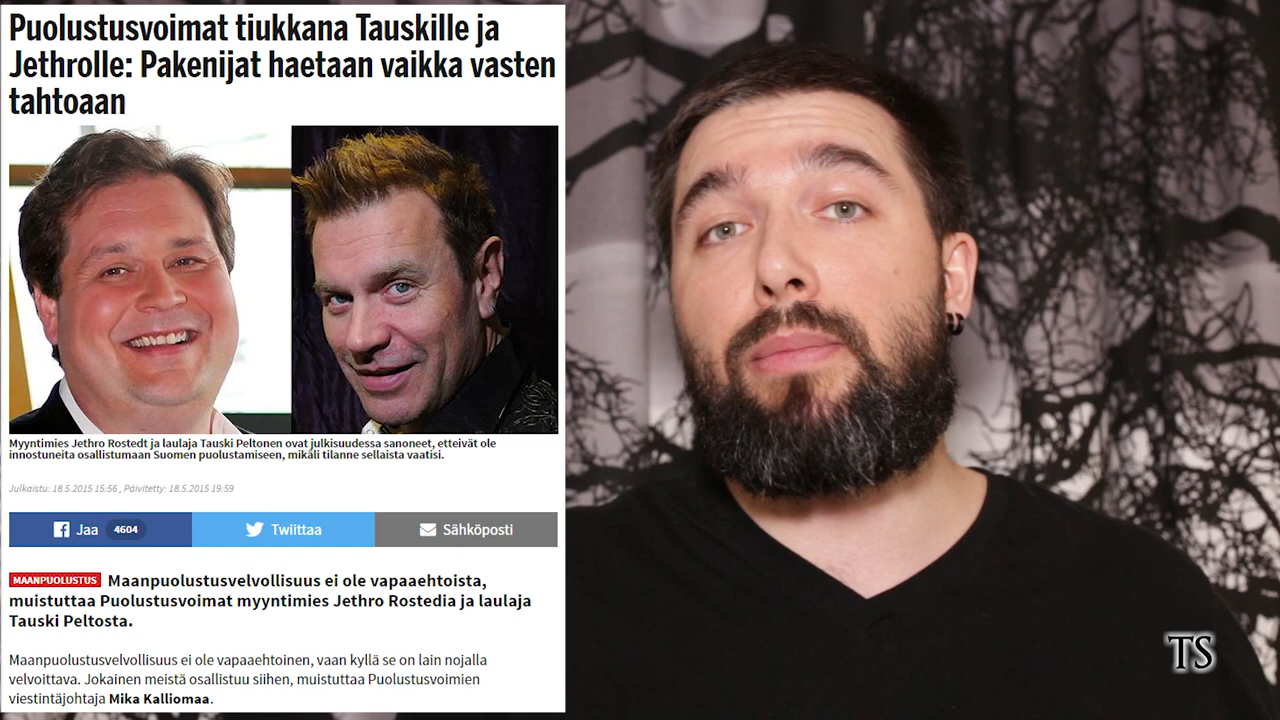 Puolustusvoimat tiukkana Tauskille ja
Jethrolle: Pakenijat haetaan vaikka vasten
tahtoaan
Myyntimies Jethro Rostedt ja laulaja Tauski Peltonen ovat julkisuudessa sanoneet, etteivät ole
innostuneita osallistumaan Suomen puolustamiseen, mikäli tilanne sellaista vaatisi.
Julkaistu: 18.5.2015 15:56 , Päivitetty: 18.5.2015 19:59
Jaa 4604 Twiittaa Sähköposti
MAANPUOLUSTUS Maanpuolustusvelvollisuus ei ole vapaaehtoista,
muistuttaa Puolustusvoimat myyntimies Jethro Rostedia ja laulaja
Tauski Peltosta.
Maanpuolustusvelvollisuus ei ole vapaaehtoinen, vaan kyllä se on lain nojalla
velvoittava. Jokainen meistä osallistuu siihen, muistuttaa Puolustusvoimien
viestintäjohtaja Mika Kalliomaa.
TS